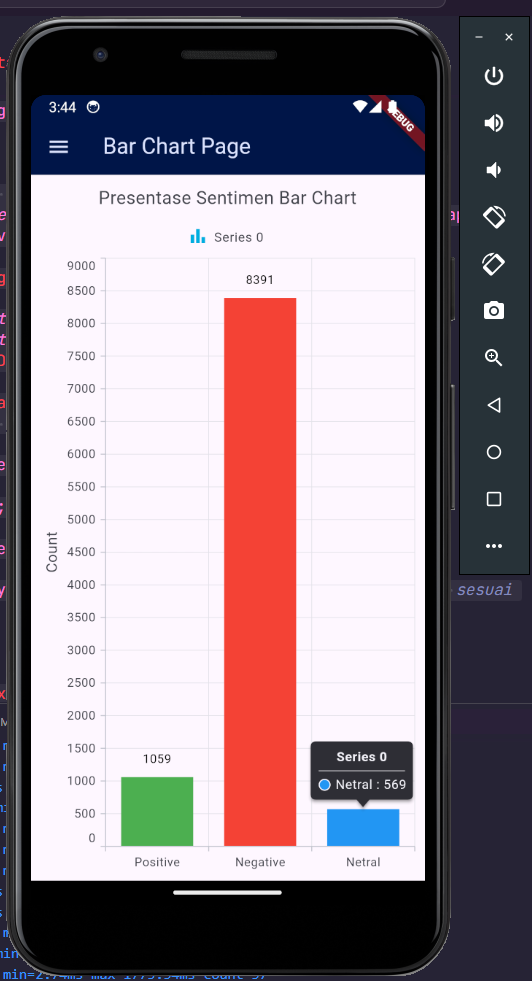 3:44
DEBUG
Bar Chart Page
Presentase Sentimen Bar Chart
Series 0
9000
8391
8500
8000
7500
7000
6500
6000
5500
5000
4500
Count
4000
3500
3000
sesuai
2500
2000
1500
1059
Series 0
Netral : 569
1000
500
0
Positive
Negative
Netral